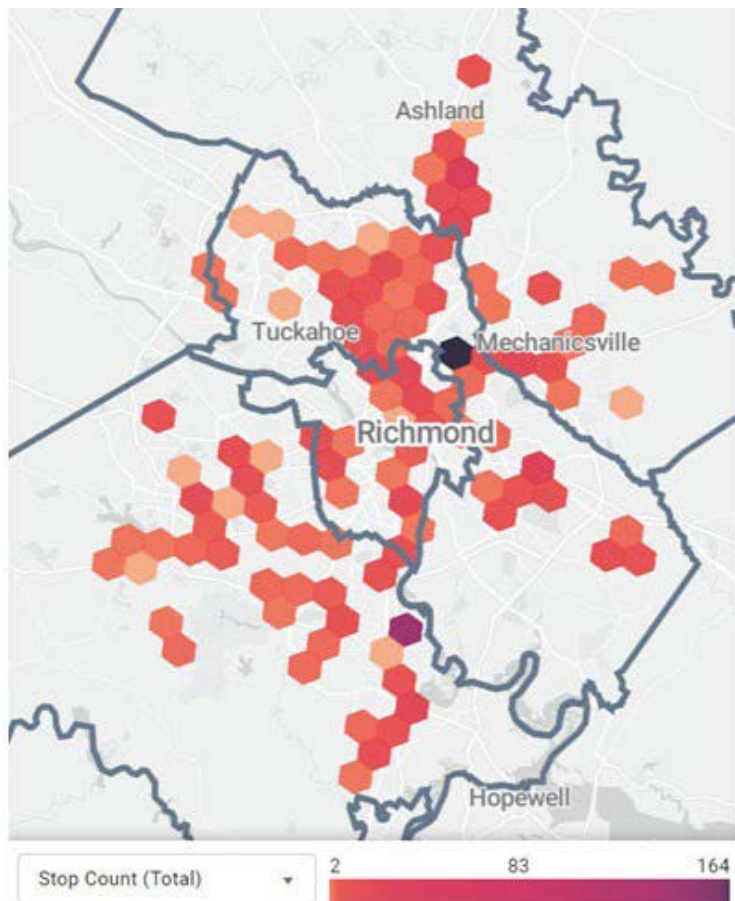 Ashland
Tuckahoe
Mechanicsville
Richmond
Hopewell
Stop Count (Total)
2 83 164